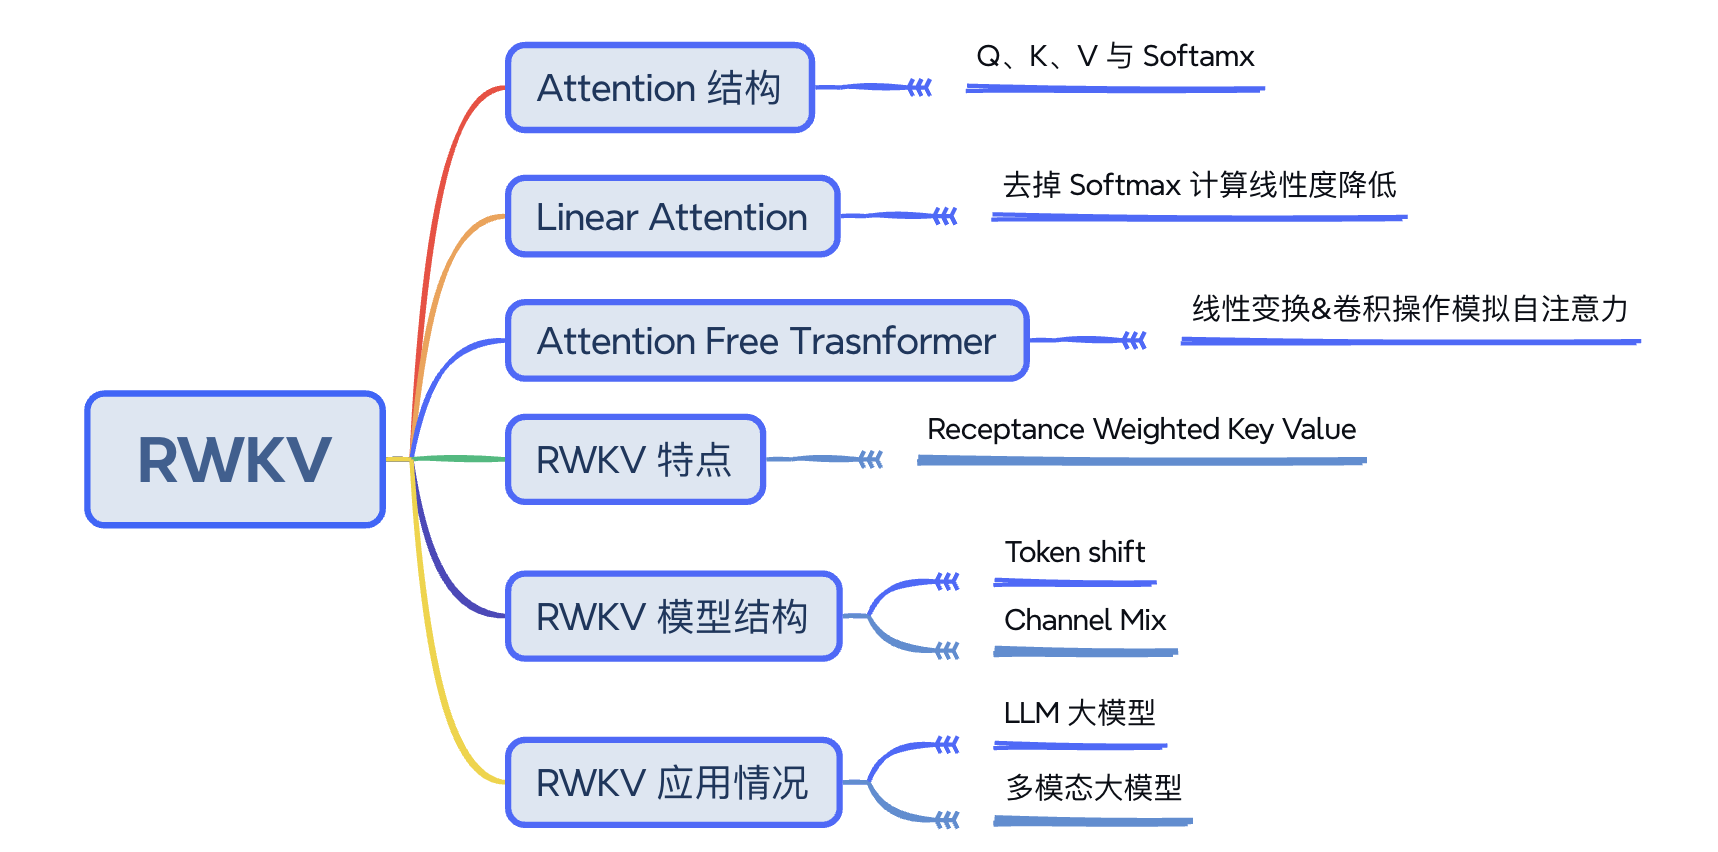 RWKV
Attention 结构
Q、K、V 与 Softamx
Linear Attention
去掉 Softmax 计算线性度降低
Attention Free Trasnformer
线性变换&卷积操作模拟自注意力
RWKV 特点
Receptance Weighted Key Value
RWKV 模型结构
Token shift
Channel Mix
RWKV 应用情况
LLM 大模型
多模态大模型